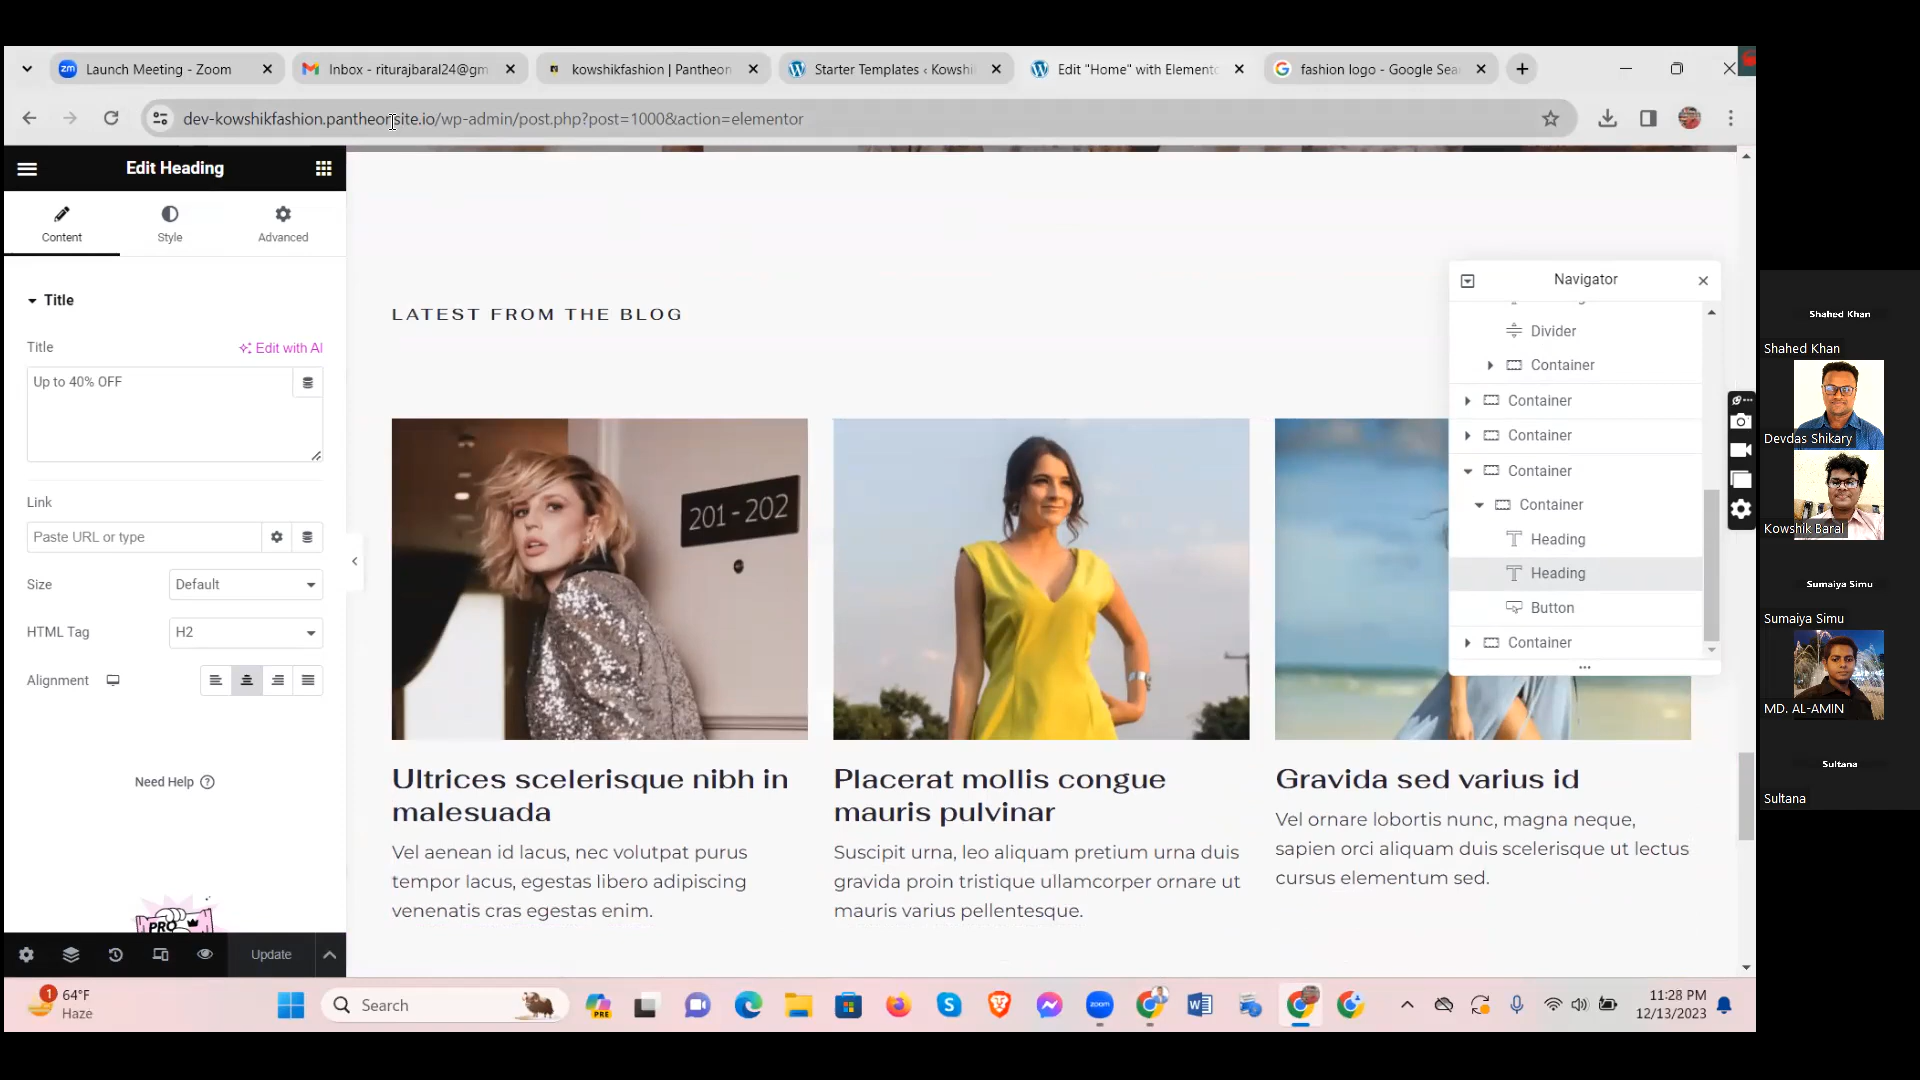 Launch Meeting - Zoom
Inbox - riturajbaral24@gm
kowshikfashion | Pantheon
Starter Templates ‹ Kowshi
Edit "Home" with Elemento
fashion logo - Google Sea
dev-kowshikfashion.pantheonsite.io/wp-admin/post.php?post=1000&action=elementor
Edit Heading
Content
Style
Advanced
Title
Title
Edit with AI
Up to 40% OFF
Link
Paste URL or type
Size
Default
HTML Tag
H2
Alignment
Need Help
PRO
Update
LATEST FROM THE BLOG
201-202
Ultrices scelerisque nibh in
malesuada
Vel aenean id lacus, nec volutpat purus
tempor lacus, egestas libero adipiscing
venenatis cras egestas enim.
Placerat mollis congue
mauris pulvinar
Suscipit urna, leo aliquam pretium urna duis
gravida proin tristique ullamcorper ornare ut
mauris varius pellentesque.
Gravida sed varius id
Vel ornare lobortis nunc, magna neque,
sapien orci aliquam duis scelerisque ut lectus
cursus elementum sed.
Navigator
Divider
Container
Container
Container
Container
Container
Heading
Heading
Button
Container
Shahed Khan
Shahed Khan
Devdas Shikary
Kowshik Baral
Sumaiya Simu
Sumaiya Simu
MD. AL-AMIN
Sultana
Sultana
1
64°F
Haze
Search
PRE
zoom
11:28 PM
12/13/2023